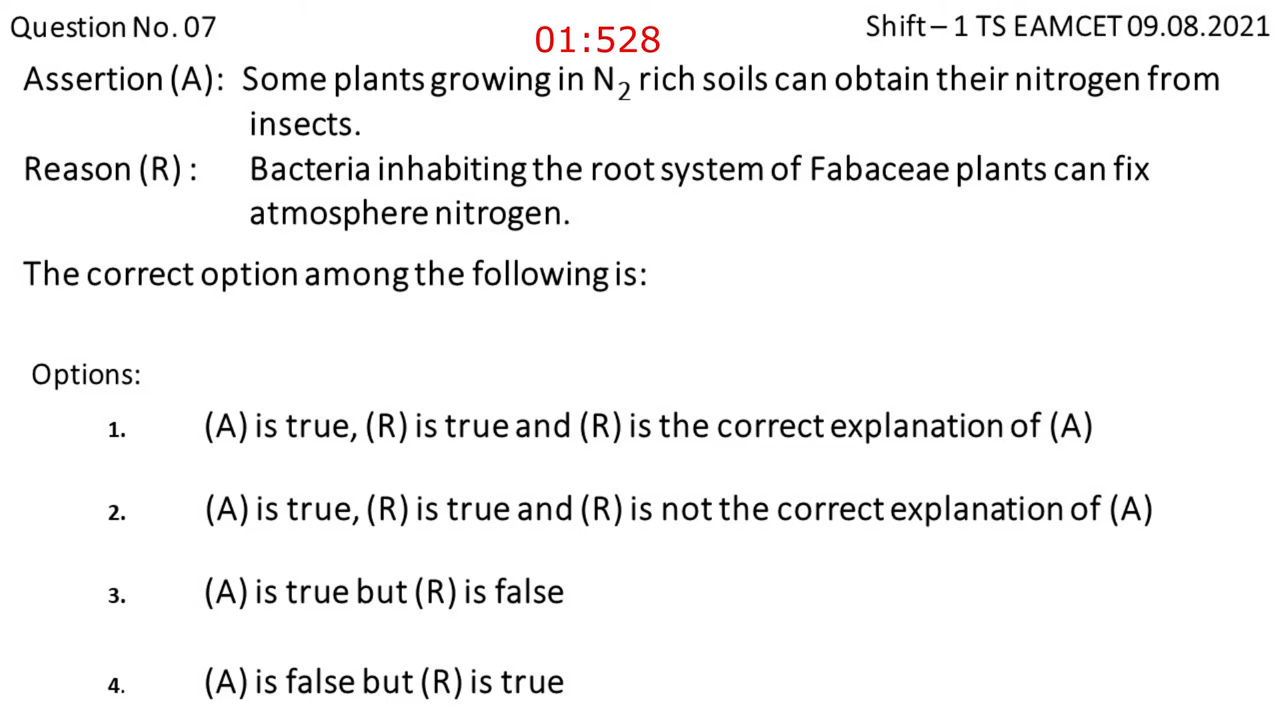 Question No. 07
01:528
Shift – 1 TS EAMCET 09.08.2021
Assertion (A): Some plants growing in N₂ rich soils can obtain their nitrogen from
insects.
Reason (R) : Bacteria inhabiting the root system of Fabaceae plants can fix
atmosphere nitrogen.
The correct option among the following is:
Options:
1. (A) is true, (R) is true and (R) is the correct explanation of (A)
2. (A) is true, (R) is true and (R) is not the correct explanation of (A)
3. (A) is true but (R) is false
4. (A) is false but (R) is true